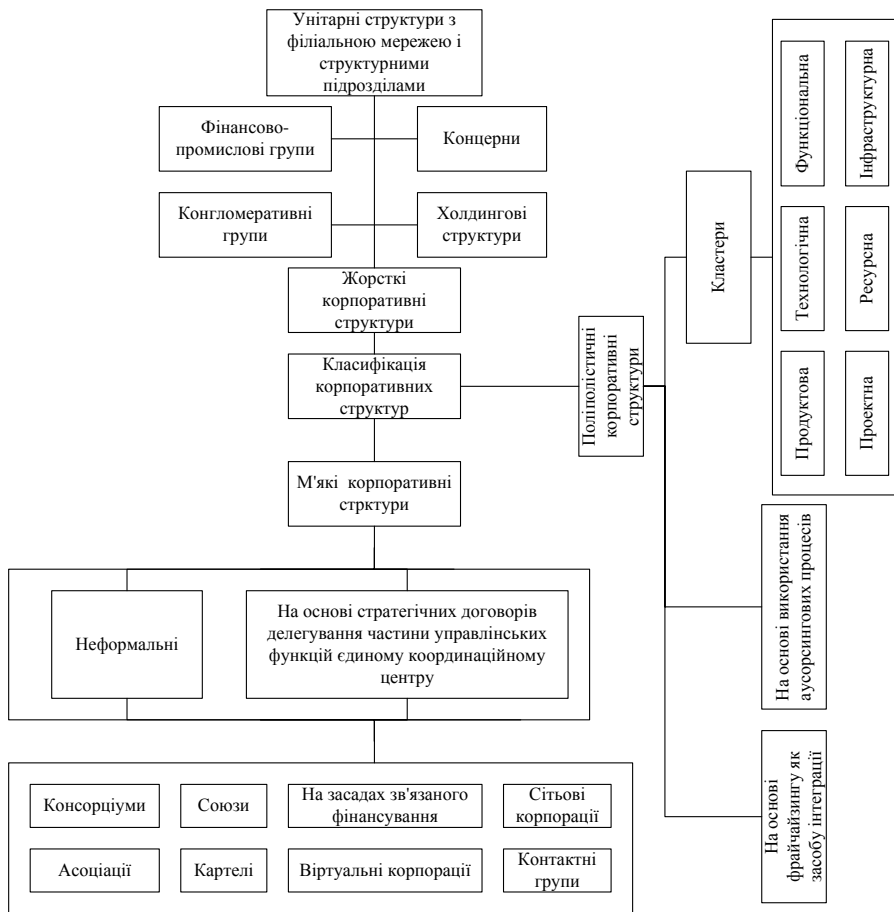 Унітарні структури з
філіальною мережею і
структурними
підрозділами
Фінансово-
промислові групи
Концерни
Конгломеративні
групи
Холдингові
структури
Жорсткі
корпоративні
структури
Класифікація
корпоративних
структур
М'які корпоративні
стрктури
Неформальні
На основі стратегічних договорів
делегування частини управлінських
функцій єдиному координаційному
центру
Консорціуми
Союзи
На засадах зв'язаного
фінансування
Сітьові
корпорації
Асоціації
Картелі
Віртуальні корпорації
Контактні
групи
Поліполістичні
корпоративні
структури
Кластери
Функціональна
Інфраструктурна
Технологічна
Ресурсна
Продуктова
Проектна
На основі використання
аусорсингових процесів
На основі
фрайчайзингу як
засобу інтеграції